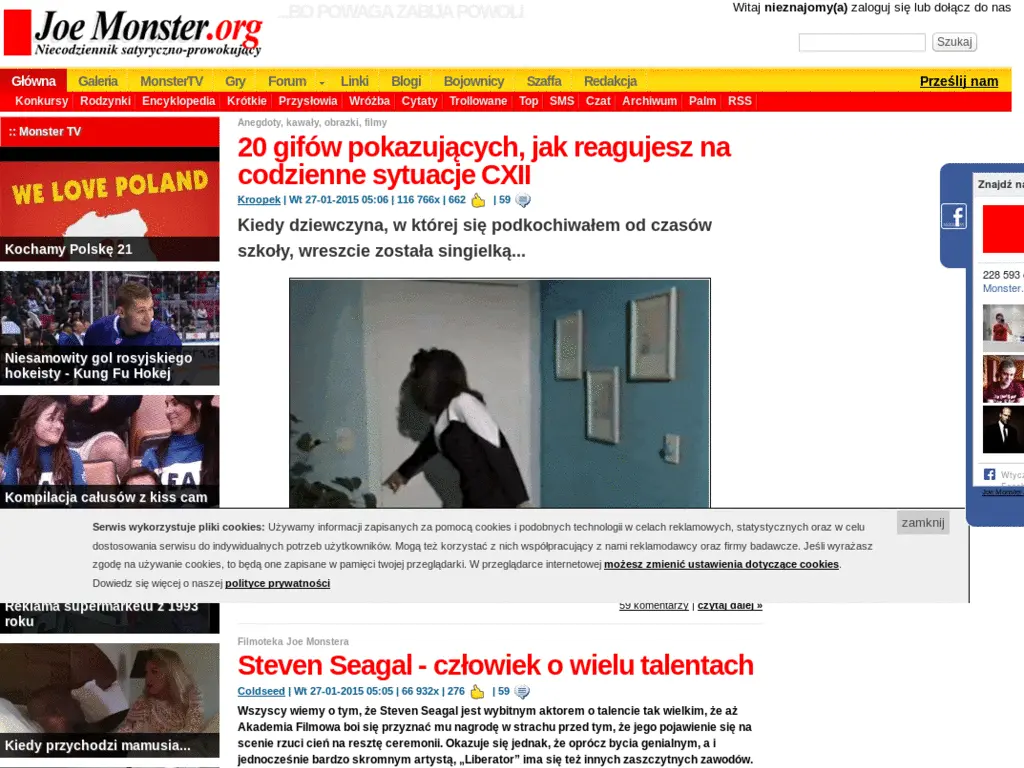 ...BO POWAGA ZABIJA POWOLI
Witaj nieznajomy(a) zaloguj się lub dołącz do nas
Joe Monster.org
Niecodziennik satyryczno-prowokujący
Szukaj
Główna Galeria MonsterTV Gry Forum Linki Blogi Bojownicy Szaffa Redakcja Prześlij nam
Konkursy Rodzynki Encyklopedia Krótkie Przysłowia Wróżba Cytaty Trollowane Top SMS Czat Archiwum Palm RSS
:: Monster TV
WE LOVE POLAND
Kochamy Polskę 21
Niesamowity gol rosyjskiego
hokeisty - Kung Fu Hokej
Kompilacja całusów z kiss cam
Reklama supermarketu z 1993
roku
Kiedy przychodzi mamusia...
Anegdoty, kawały, obrazki, filmy
20 gifów pokazujących, jak reagujesz na
codzienne sytuacje CXII
Kroopek | Wt 27-01-2015 05:06 | 116 766x | 662 | 59
Kiedy dziewczyna, w której się podkochiwałem od czasów
szkoły, wreszcie została singielką...
59 komentarzy | czytaj dalej »
Filmoteka Joe Monstera
Steven Seagal - człowiek o wielu talentach
Coldseed | Wt 27-01-2015 05:05 | 66 932x | 276 | 59
Wszyscy wiemy o tym, że Steven Seagal jest wybitnym aktorem o talencie tak wielkim, że aż
Akademia Filmowa boi się przyznać mu nagrodę w strachu przed tym, że jego pojawienie się na
scenie rzuci cień na resztę ceremonii. Okazuje się jednak, że oprócz bycia genialnym, a i
jednocześnie bardzo skromnym artystą, „Liberator” ima się też innych zaszczytnych zawodów.
Znajdź na
f
228 593
Monster.
Wtycz
Joe Monster
Serwis wykorzystuje pliki cookies: Używamy informacji zapisanych za pomocą cookies i podobnych technologii w celach reklamowych, statystycznych oraz w celu
dostosowania serwisu do indywidualnych potrzeb użytkowników. Mogą też korzystać z nich współpracujący z nami reklamodawcy oraz firmy badawcze. Jeśli wyrażasz
zgodę na używanie cookies, to będą one zapisane w pamięci twojej przeglądarki. W przeglądarce internetowej możesz zmienić ustawienia dotyczące cookies.
Dowiedz się więcej o naszej polityce prywatności
zamknij